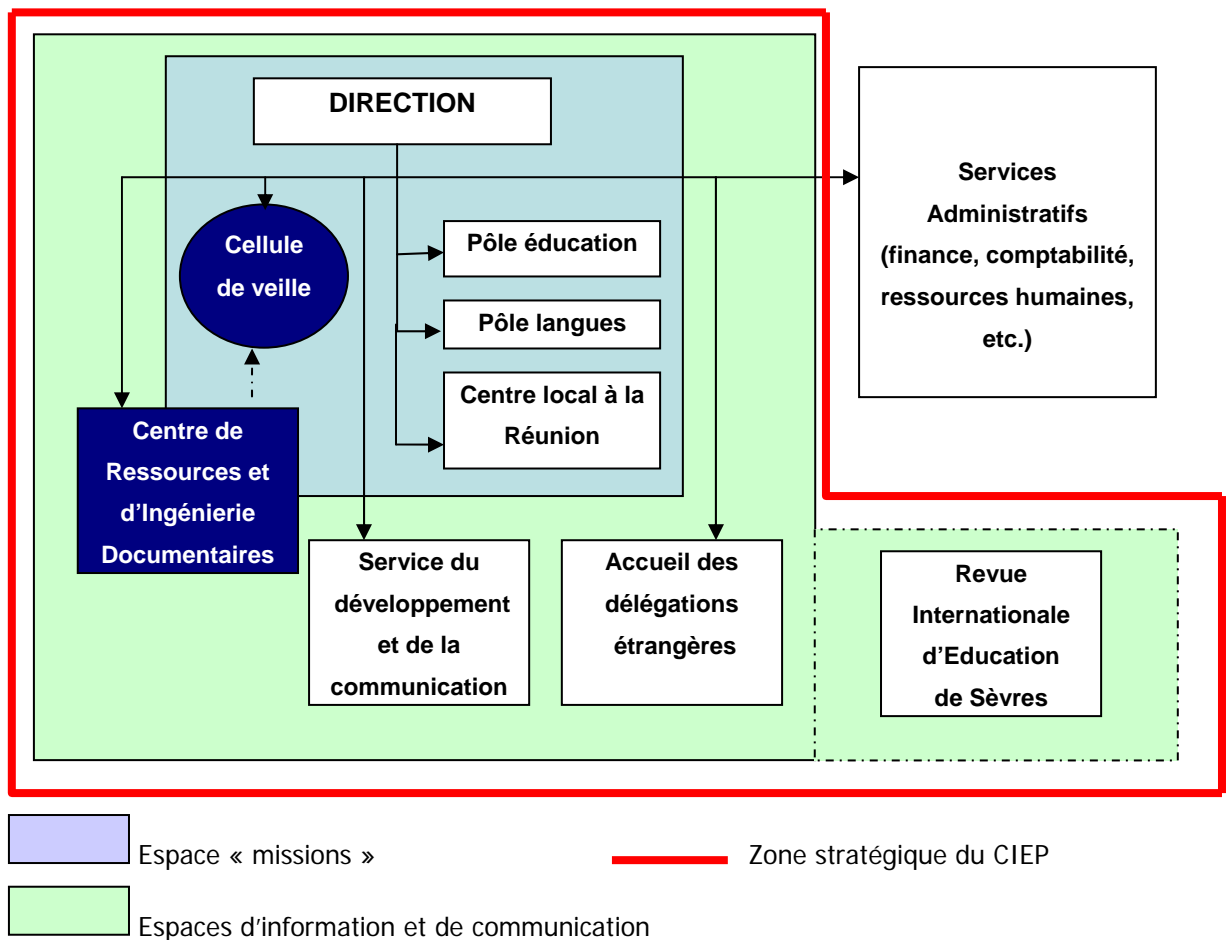 DIRECTION
Services
Administratifs
(finance, comptabilité,
ressources humaines,
etc.)
Cellule
de veille
Pôle éducation
Pôle langues
Centre local à la
Réunion
Centre de
Ressources et
d'Ingénierie
Documentaires
Service du
développement
et de la
communication
Accueil des
délégations
étrangères
Revue
Internationale
d'Education
de Sèvres
Espace « missions »
Zone stratégique du CIEP
Espaces d'information et de communication